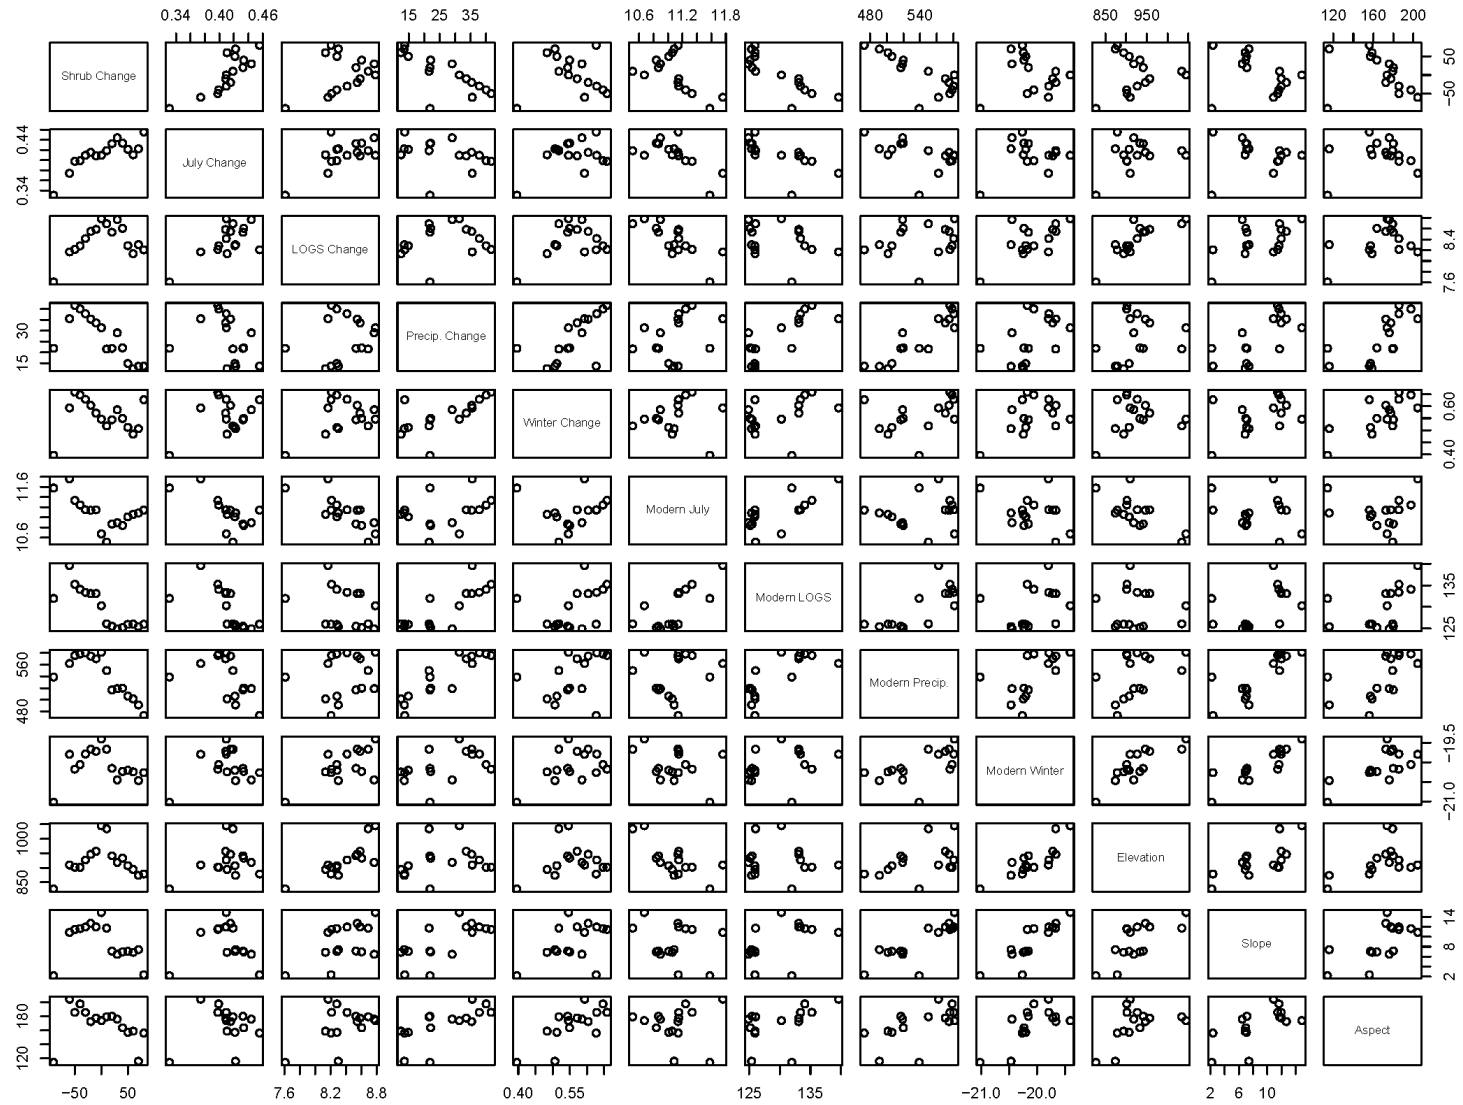 0.34 0.40 0.46 15 25 35 10.6 11.2 11.8 480 540 850 950 120 160 200
Shrub Change −50 50
0.34 0.44 July Change
LOGS Change 7.6 8.4
15 30 Precip. Change
Winter Change 0.40 0.60
10.6 11.6 Modern July
Modern LOGS 125 135
480 560 Modern Precip.
Modern Winter −21.0 −19.5
850 1000 Elevation
Slope 2 8 14
120 180 Aspect
−50 50 7.6 8.2 8.8 0.40 0.55 125 135 −21.0 −20.0 2 6 10